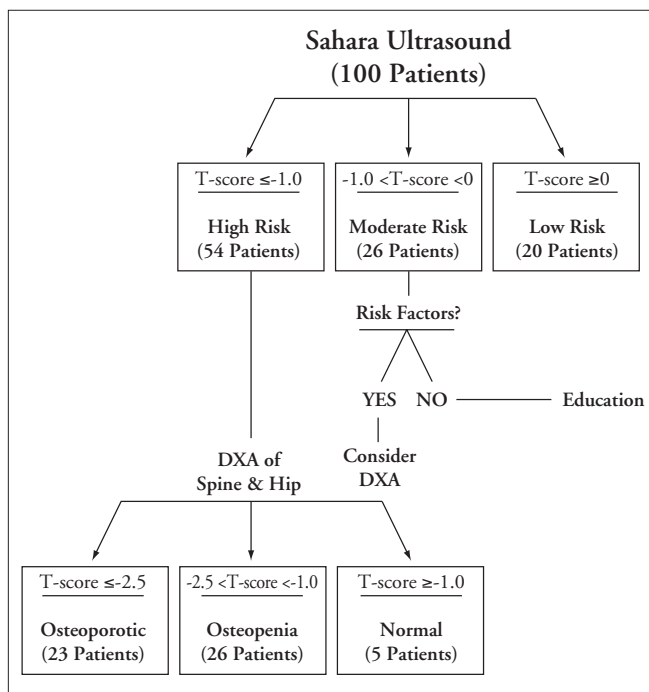 Sahara Ultrasound
(100 Patients)
T-score ≤-1.0
High Risk
(54 Patients)
-1.0 <T-score <0
Moderate Risk
(26 Patients)
T-score ≥0
Low Risk
(20 Patients)
Risk Factors?
YES
NO
Education
Consider
DXA
DXA of
Spine & Hip
T-score ≤-2.5
Osteoporotic
(23 Patients)
-2.5 <T-score <-1.0
Osteopenia
(26 Patients)
T-score ≥-1.0
Normal
(5 Patients)